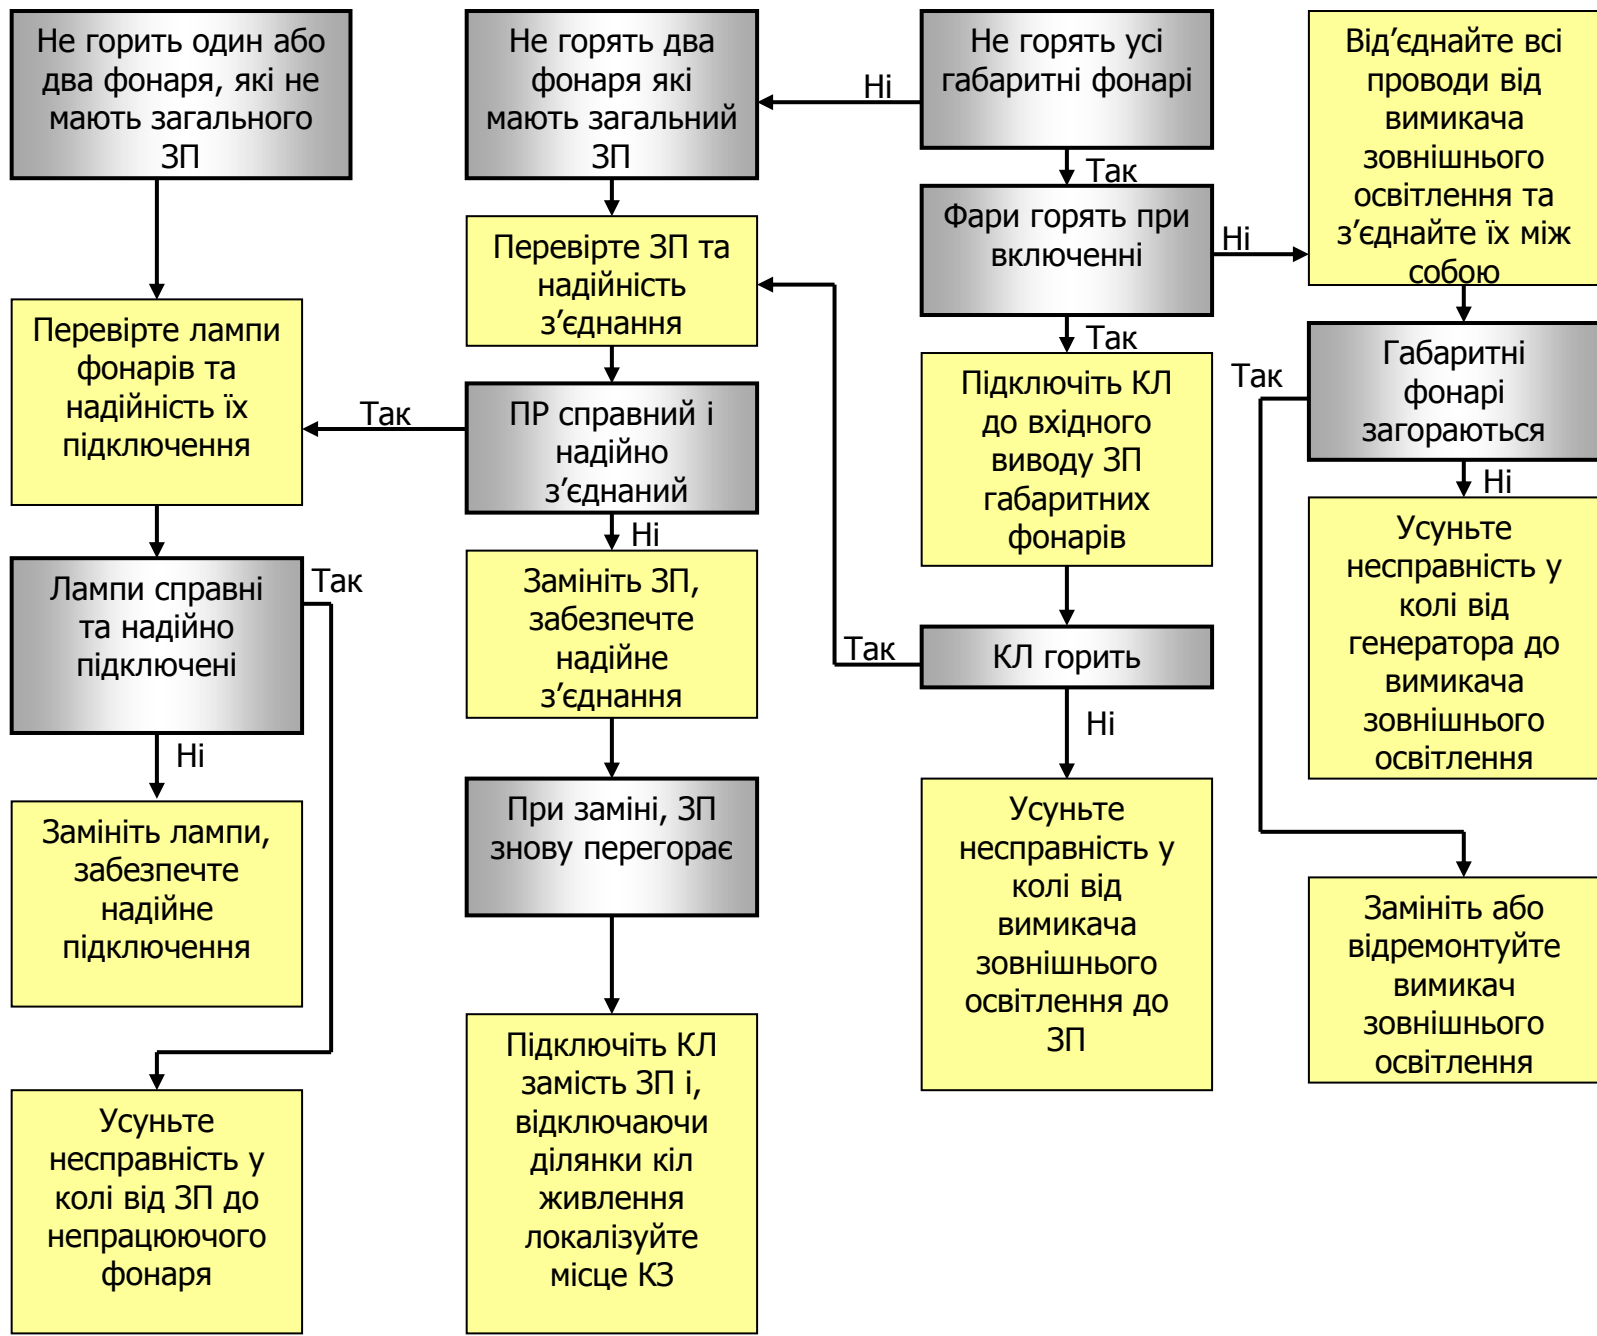 Не горить один або
два фонаря, які не
мають загального
ЗП
Перевірте лампи
фонарів та
надійність їх
підключення
Лампи справні
та надійно
підключені
Так
Ні
Замініть лампи,
забезпечте
надійне
підключення
Усуньте
несправність у
колі від ЗП до
непрацюючого
фонаря
Не горять два
фонаря які
мають загальний
ЗП
Перевірте ЗП та
надійність
з’єднання
Так
ПР справний і
надійно
з’єднаний
Ні
Замініть ЗП,
забезпечте
надійне
з’єднання
При заміні, ЗП
знову перегорає
Підключіть КЛ
замість ЗП і,
відключаючи
ділянки кіл
живлення
локалізуйте
місце КЗ
Ні
Не горять усі
габаритні фонарі
Так
Фари горять при
включенні
Ні
Так
Підключіть КЛ
до вхідного
виводу ЗП
габаритних
фонарів
Так
КЛ горить
Ні
Усуньте
несправність у
колі від
вимикача
зовнішнього
освітлення до
ЗП
Від’єднайте всі
проводи від
вимикача
зовнішнього
освітлення та
з’єднайте їх між
собою
Так
Габаритні
фонарі
загораються
Ні
Усуньте
несправність у
колі від
генератора до
вимикача
зовнішнього
освітлення
Замініть або
відремонтуйте
вимикач
зовнішнього
освітлення